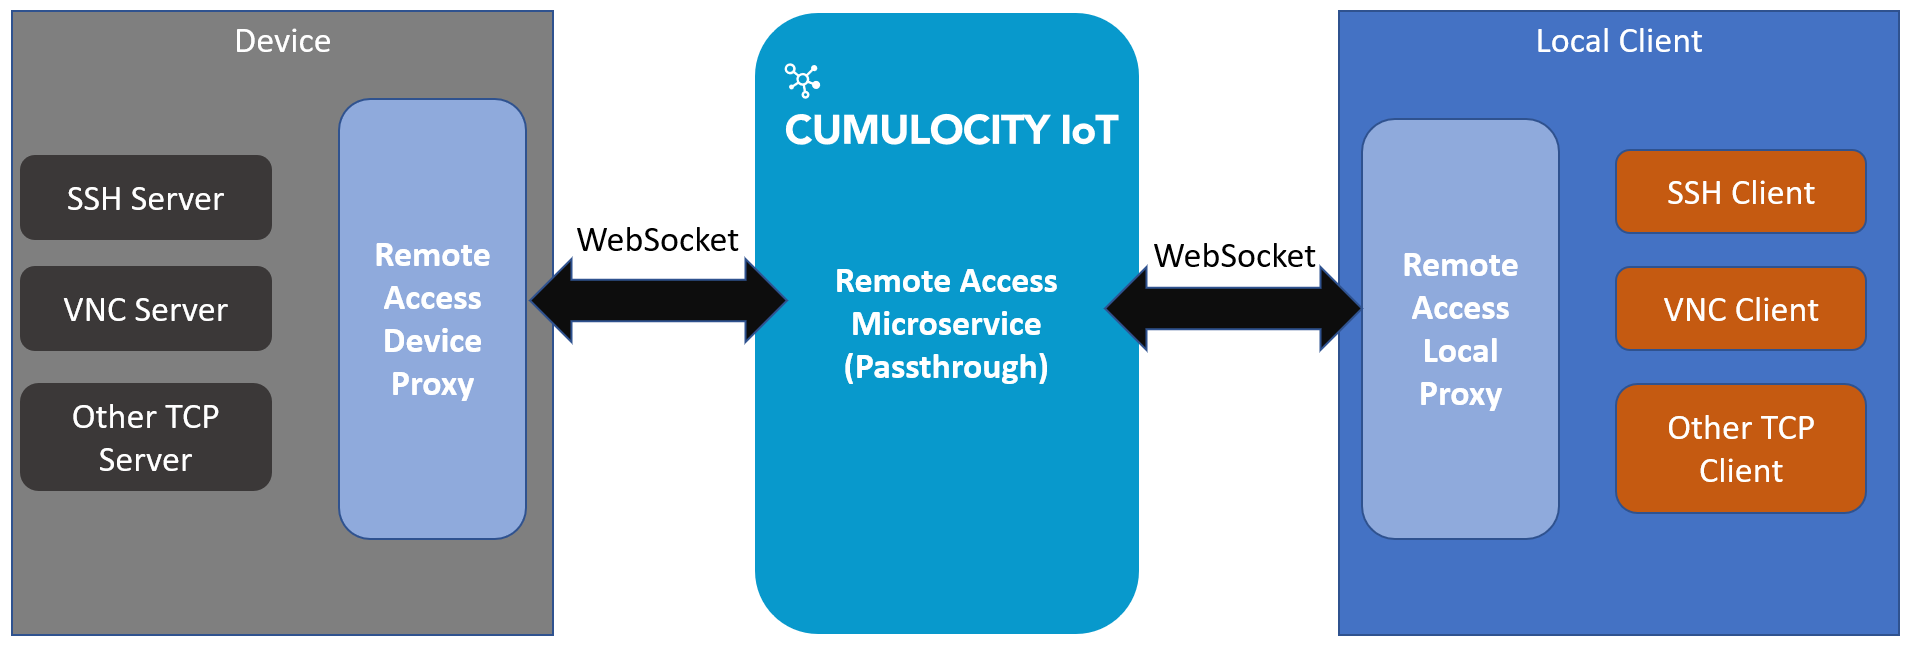 Device
SSH Server
VNC Server
Other TCP
Server
Remote
Access
Device
Proxy
WebSocket
CUMULOCITY IoT
Remote Access
Microservice
(Passthrough)
WebSocket
Local Client
Remote
Access
Local
Proxy
SSH Client
VNC Client
Other TCP
Client